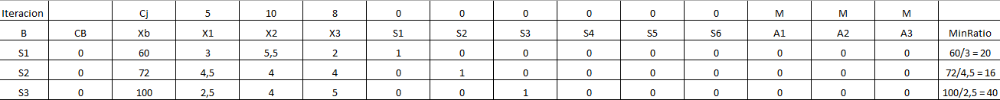 Iteracion Cj 5 10 8 0 0 0 0 0 0 M M M
B CB Xb X1 X2 X3 S1 S2 S3 S4 S5 S6 A1 A2 A3 MinRatio
S1 0 60 3 5,5 2 1 0 0 0 0 0 0 0 0 60/3 = 20
S2 0 72 4,5 4 4 0 1 0 0 0 0 0 0 0 72/4,5 = 16
S3 0 100 2,5 4 5 0 0 1 0 0 0 0 0 0 100/2,5 = 40